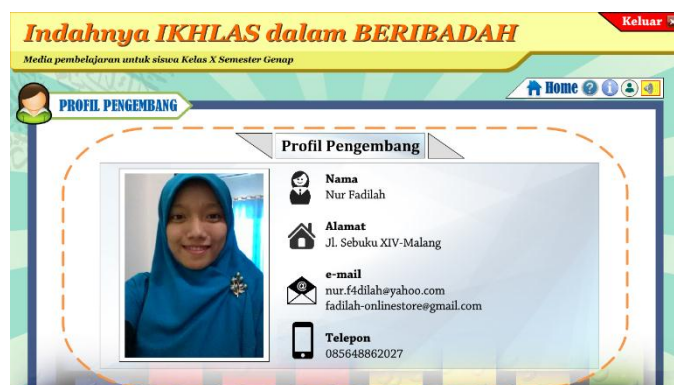 Indahnya IKHLAS dalam BERIBADAH
Keluar
Media pembelajaran untuk siswa Kelas X Semester Genap
Home
PROFIL PENGEMBANG
Profil Pengembang
Nama
Nur Fadilah
Alamat
Jl. Sebuku XIV-Malang
e-mail
nur.f4dilah@yahoo.com
fadilah-onlinestore@gmail.com
Telepon
085648862027